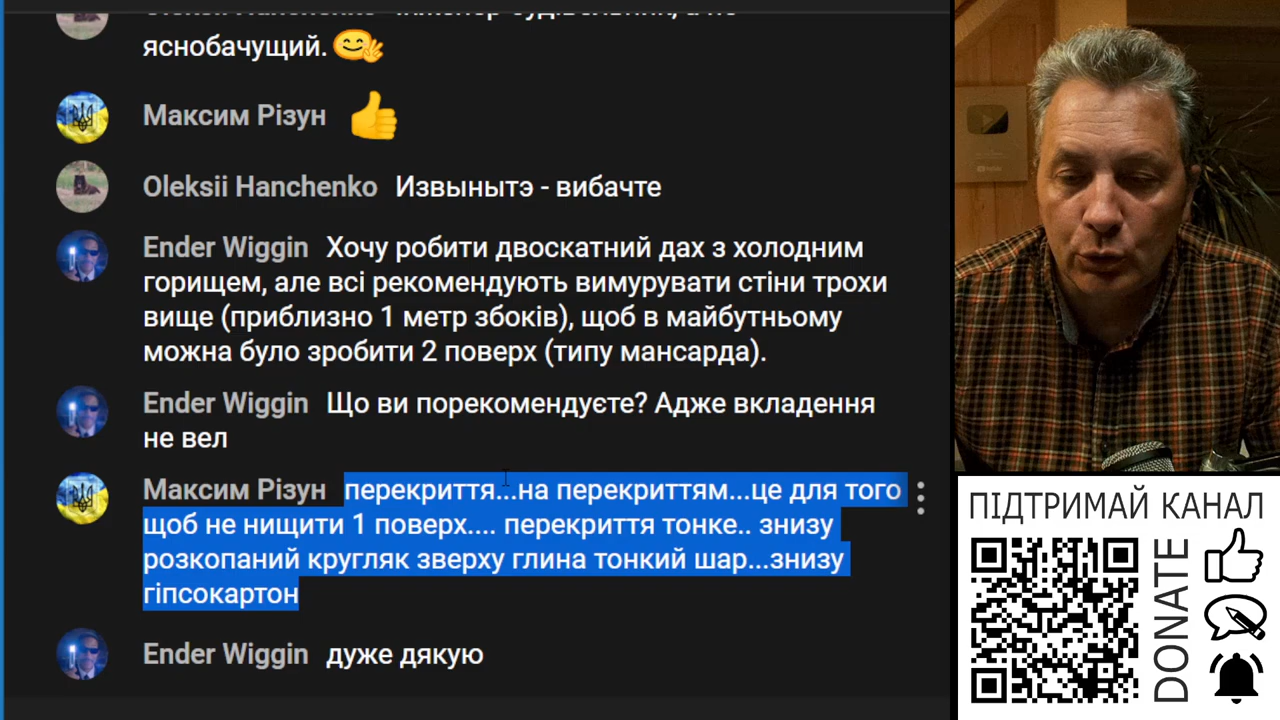 яснобачущий.
Максим Різун
Oleksii Hanchenko Извынытэ - вибачте
Ender Wiggin Хочу робити двоскатний дах з холодним
горищем, але всі рекомендують вимурувати стіни трохи
вище (приблизно 1 метр збоків), щоб в майбутньому
можна було зробити 2 поверх (типу мансарда).
Ender Wiggin Що ви порекомендуєте? Адже вкладення
не вел
Максим Різун перекриття...на перекриттям...це для того
щоб не нищити 1 поверх.... перекриття тонке.. знизу
розкопаний кругляк зверху глина тонкий шар...знизу
гіпсокартон
Ender Wiggin дуже дякую
ПІДТРИМАЙ КАНАЛ
DONATE